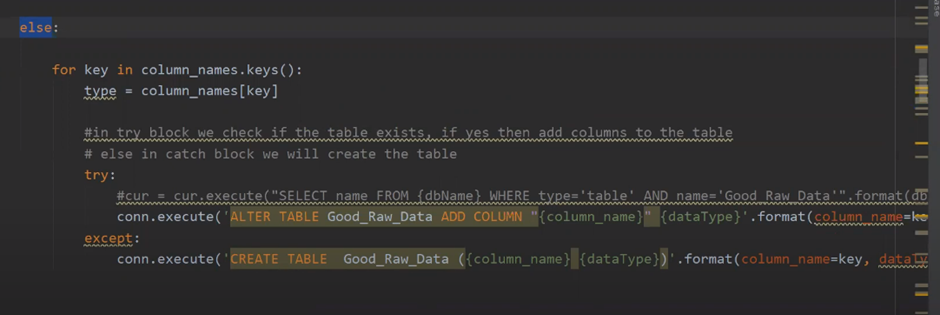 else:
for key in column_names.keys():
type = column_names[key]
#in try block we check if the table exists, if yes then add columns to the table
# else in catch block we will create the table
try:
#cur = cur.execute("SELECT name FROM {dbName} WHERE type='table' AND name='Good_Raw_Data'".format(db
conn.execute('ALTER TABLE Good_Raw_Data ADD COLUMN "{column_name}" {dataType}'.format(column_name=ke
except:
conn.execute('CREATE TABLE  Good_Raw_Data ({column_name} {dataType})'.format(column_name=key, dataTy